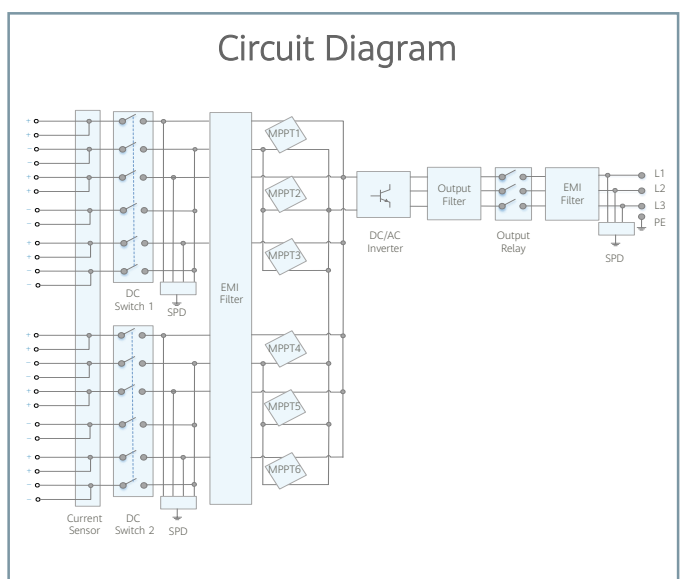 Circuit Diagram
MPPT1
MPPT2
MPPT3
MPPT4
MPPT5
MPPT6
DC
Switch 1
SPD
EMI
Filter
DC/AC
Inverter
Output
Filter
Output
Relay
EMI
Filter
L1
L2
L3
PE
SPD
Current
Sensor
DC
Switch 2
SPD